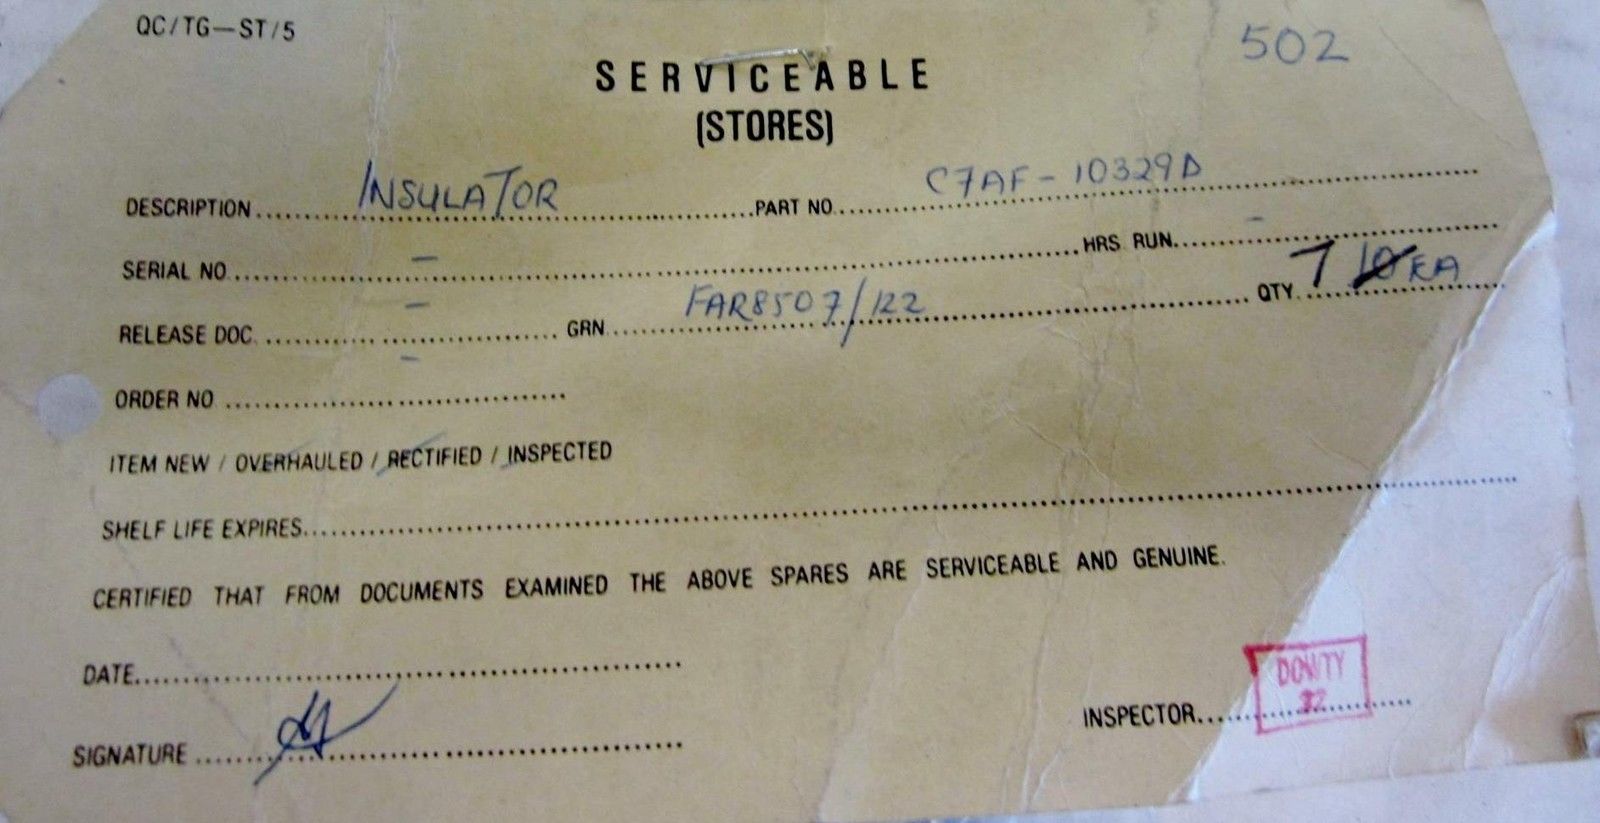 QC/TG—ST/5 502
SERVICEABLE
(STORES)
DESCRIPTION INSULATOR PART NO. C7AF-10329D
SERIAL NO. - HRS RUN. -
RELEASE DOC. - GRN FAR8507/122 QTY. 7 10 EA
ORDER NO. -
ITEM NEW / OVERHAULED / RECTIFIED / INSPECTED
SHELF LIFE EXPIRES
CERTIFIED THAT FROM DOCUMENTS EXAMINED THE ABOVE SPARES ARE SERVICEABLE AND GENUINE.
DATE
INSPECTOR DOWTY
SIGNATURE